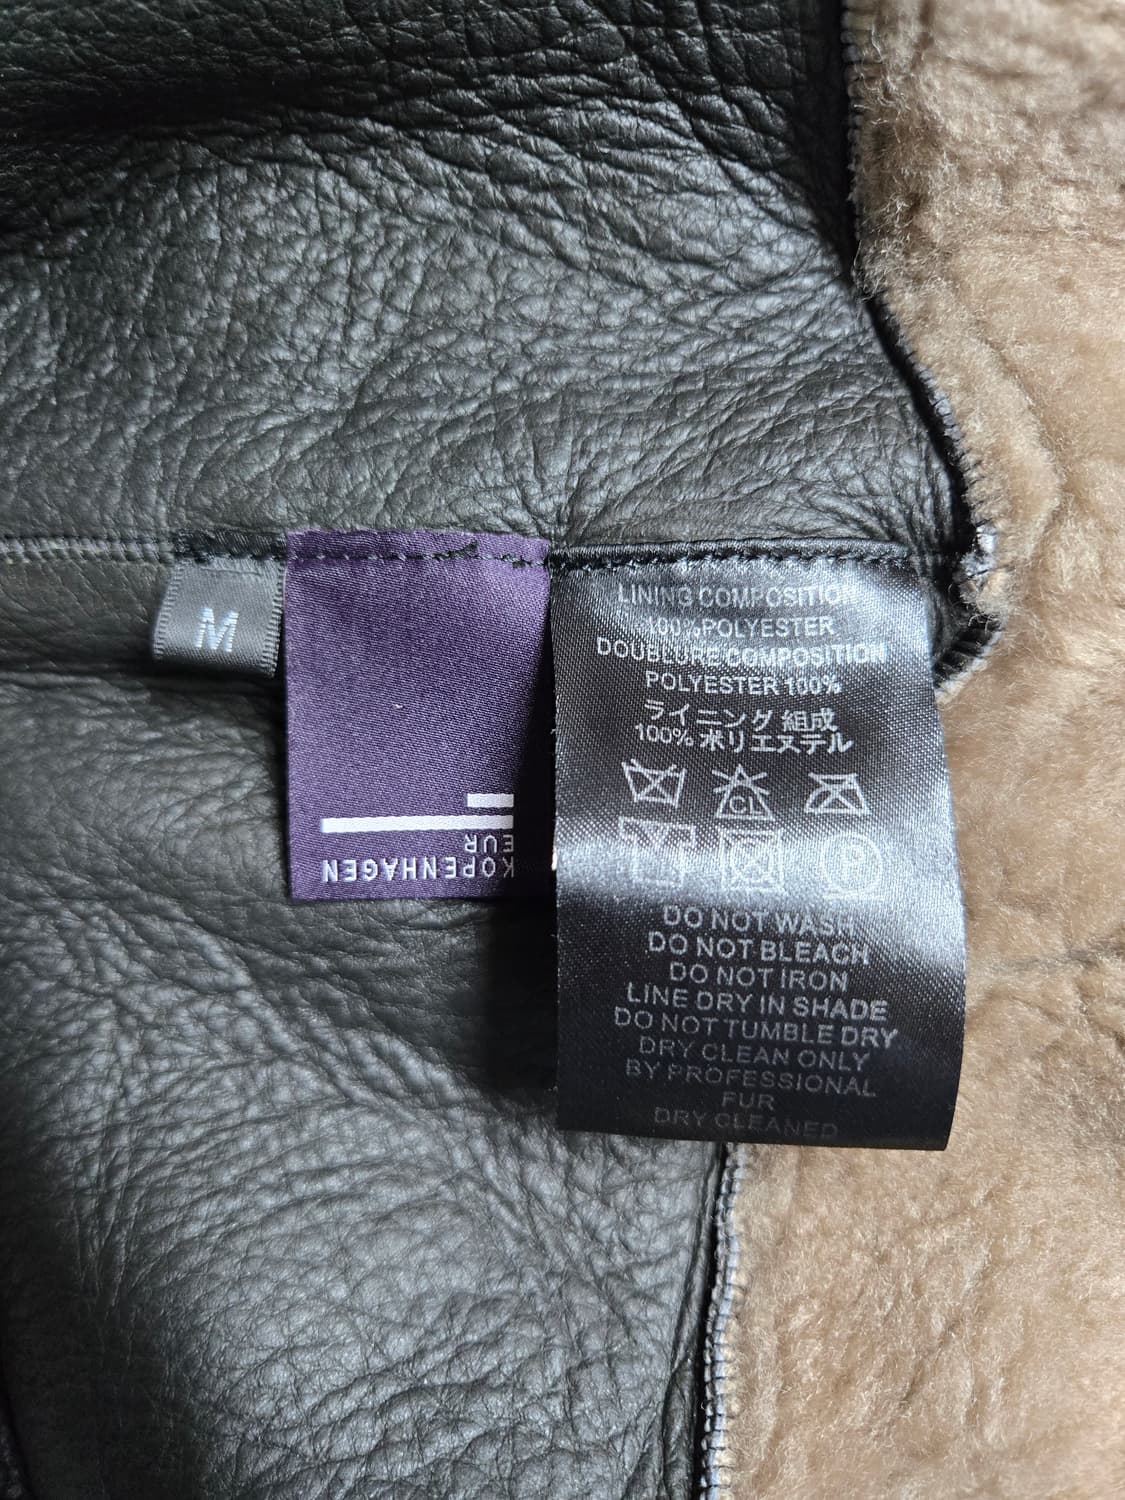 M
KOPENHAGEN
FUR
LINING COMPOSITION
100%POLYESTER
DOUBLURE COMPOSITION
POLYESTER 100%
ライニング 組成
100% ポリエステル
CL
P
DO NOT WASH
DO NOT BLEACH
DO NOT IRON
LINE DRY IN SHADE
DO NOT TUMBLE DRY
DRY CLEAN ONLY
BY PROFESSIONAL
FUR
DRY CLEANED